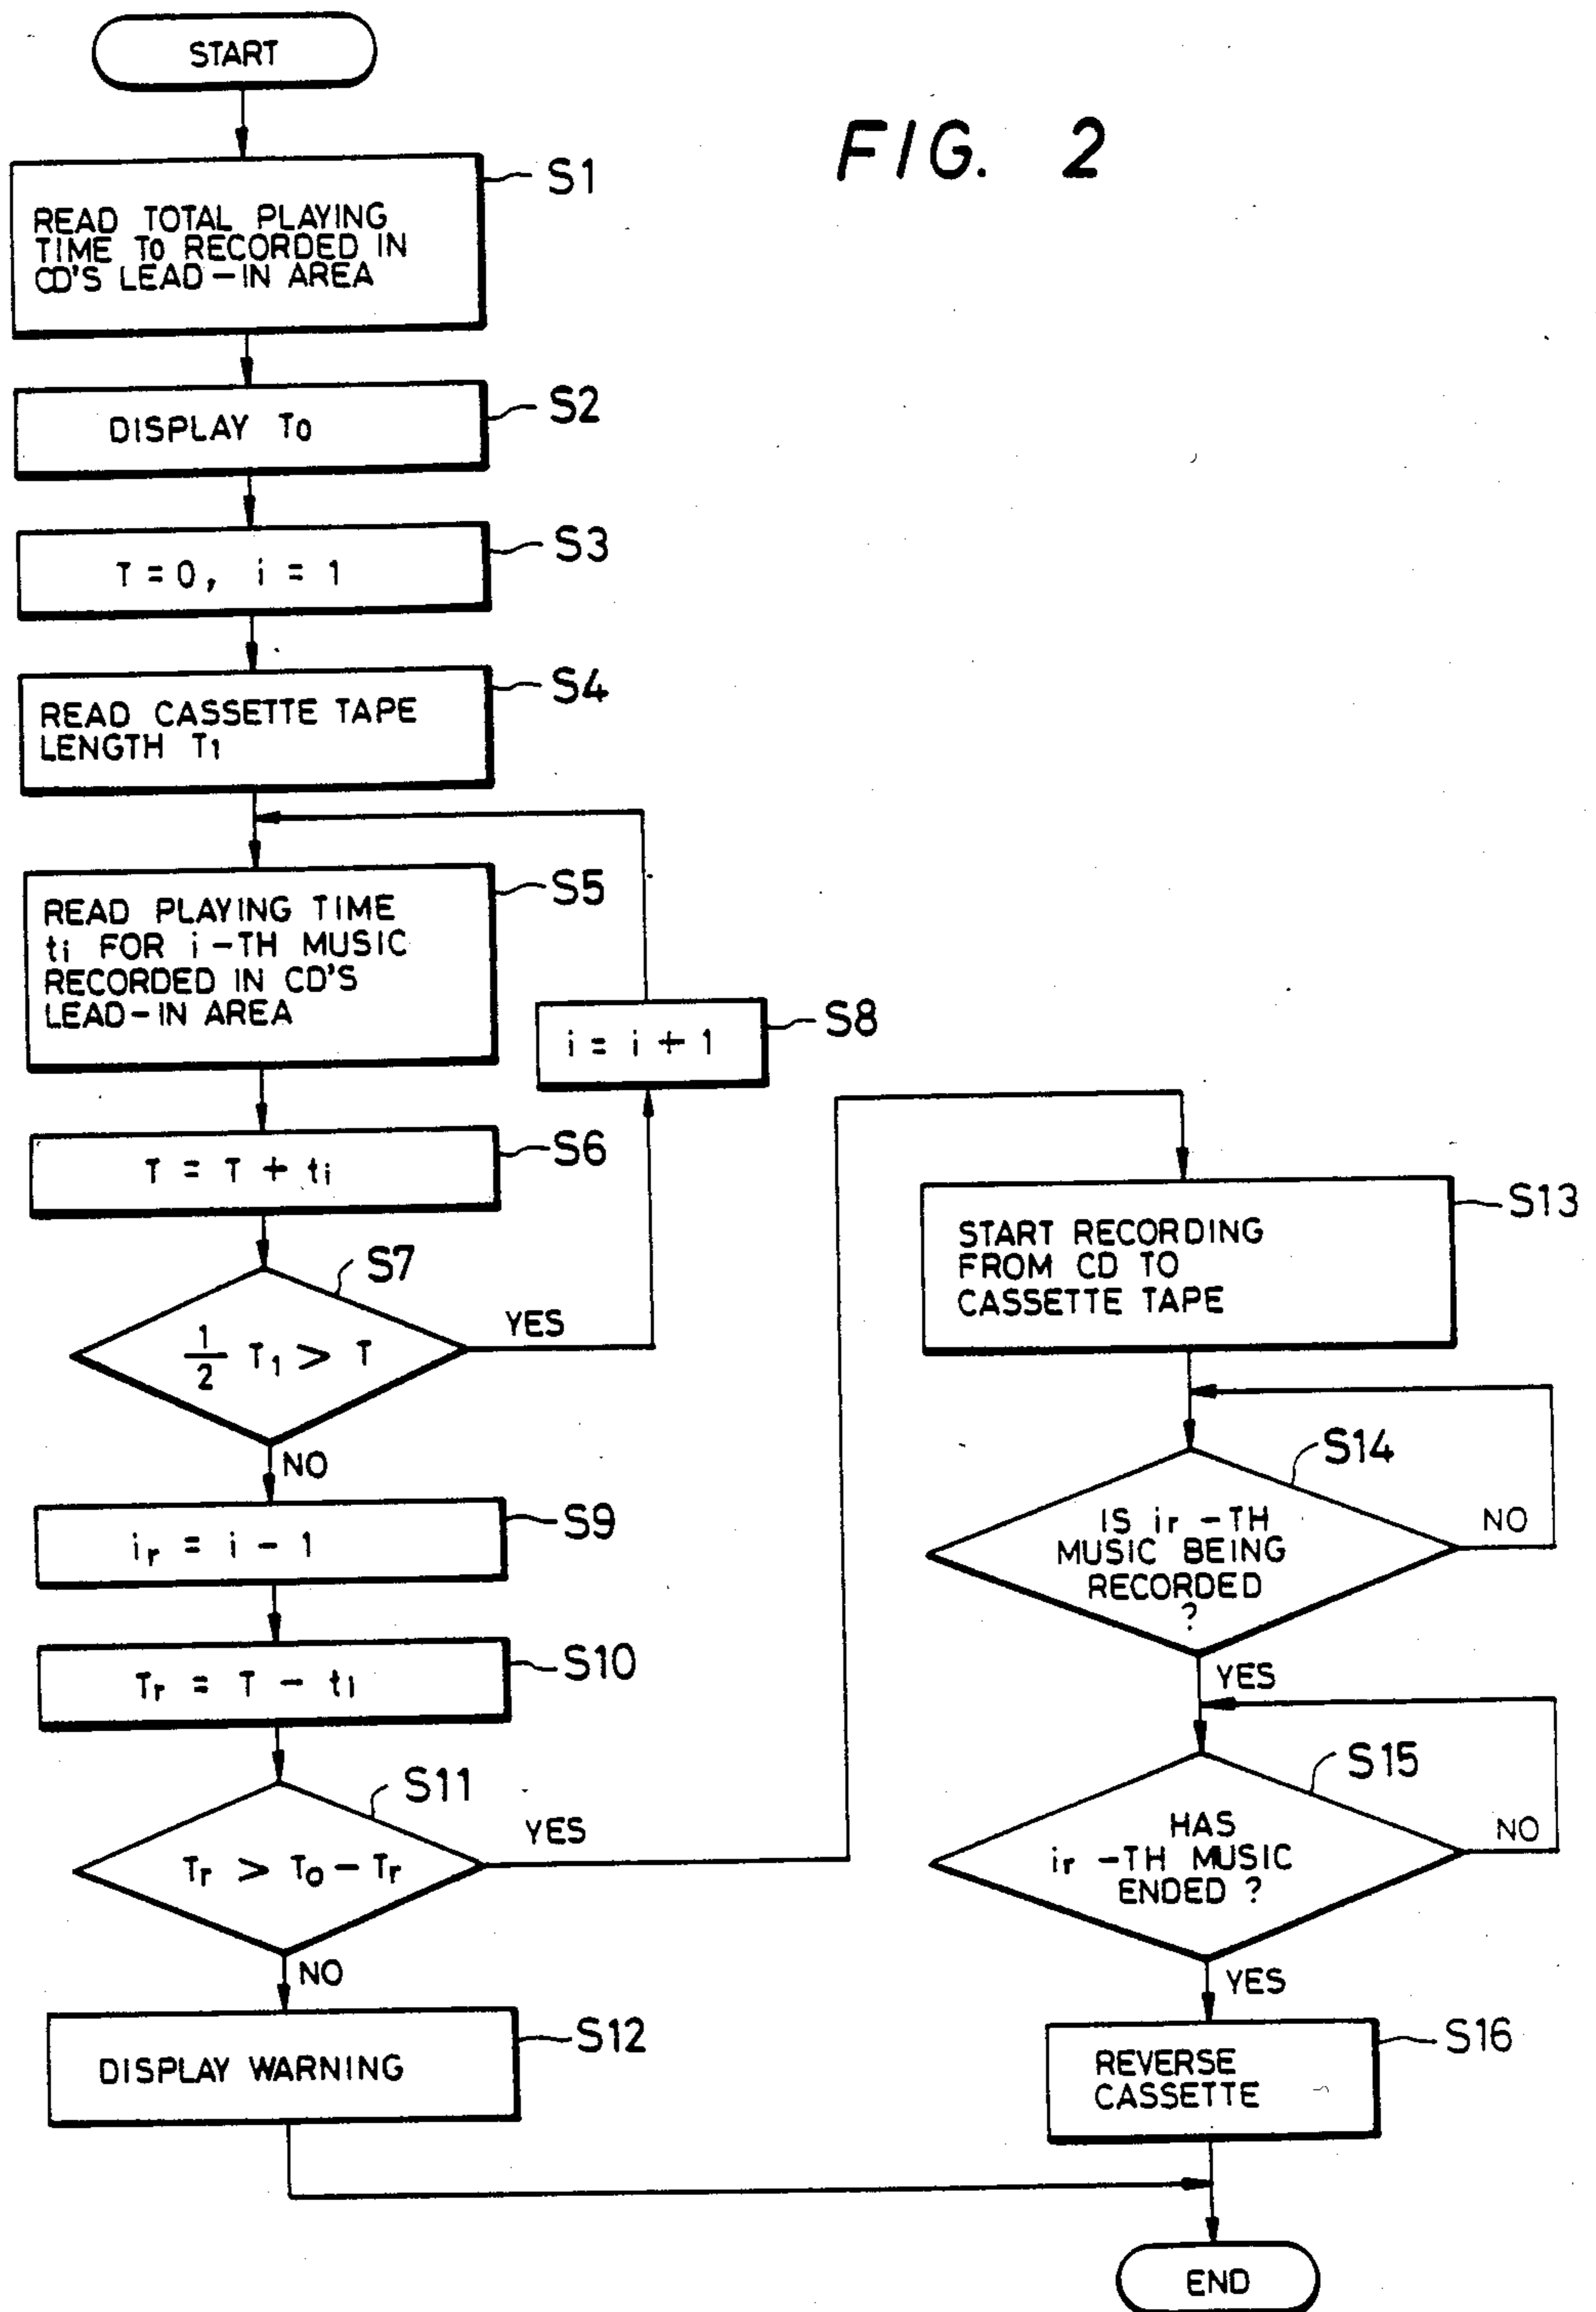 START
FIG. 2
S1
READ TOTAL PLAYING
TIME T0 RECORDED IN
CD'S LEAD-IN AREA
S2
DISPLAY T0
S3
T = 0, i = 1
S4
READ CASSETTE TAPE
LENGTH T1
S5
READ PLAYING TIME
ti FOR i-TH MUSIC
RECORDED IN CD'S
LEAD-IN AREA
S8
i = i + 1
S6
T = T + ti
S7
1/2 T1 > T
YES
NO
S9
ir = i - 1
S10
Tr = T - ti
S11
Tr > To - Tr
YES
NO
S12
DISPLAY WARNING
S13
START RECORDING
FROM CD TO
CASSETTE TAPE
S14
IS ir -TH
MUSIC BEING
RECORDED
?
NO
YES
S15
HAS
ir -TH MUSIC
ENDED ?
NO
YES
S16
REVERSE
CASSETTE
END